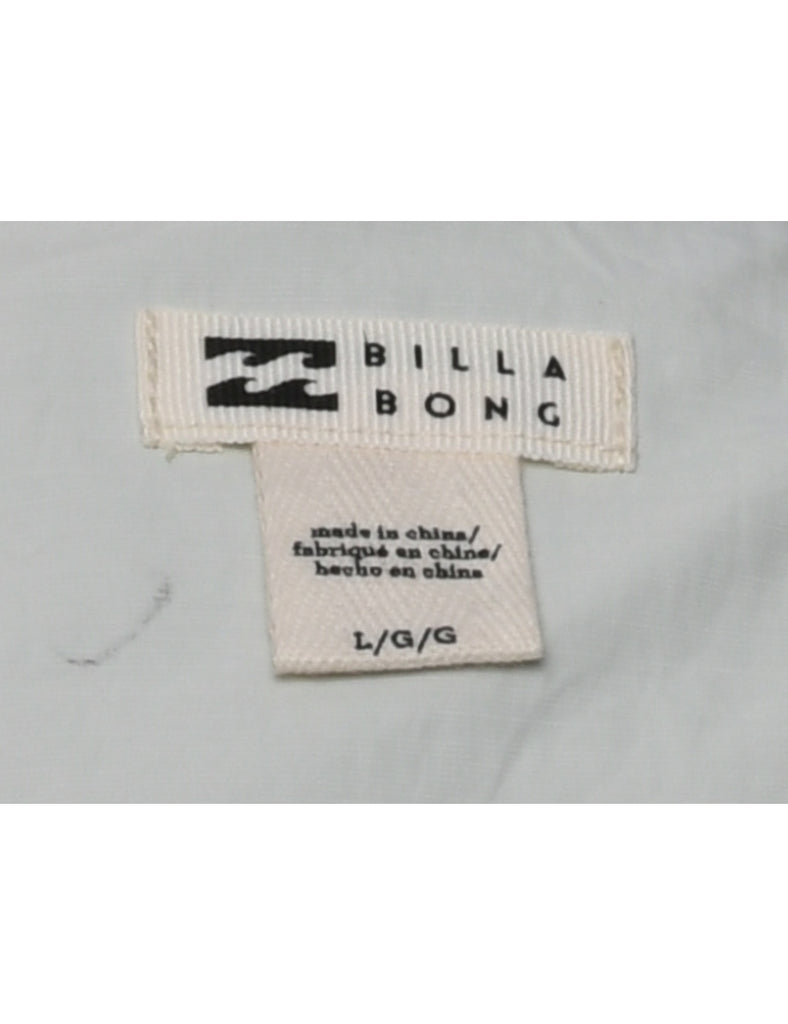 BILLA
BONG
made in china/
fabriqué en chine/
hecho en china
L/G/G